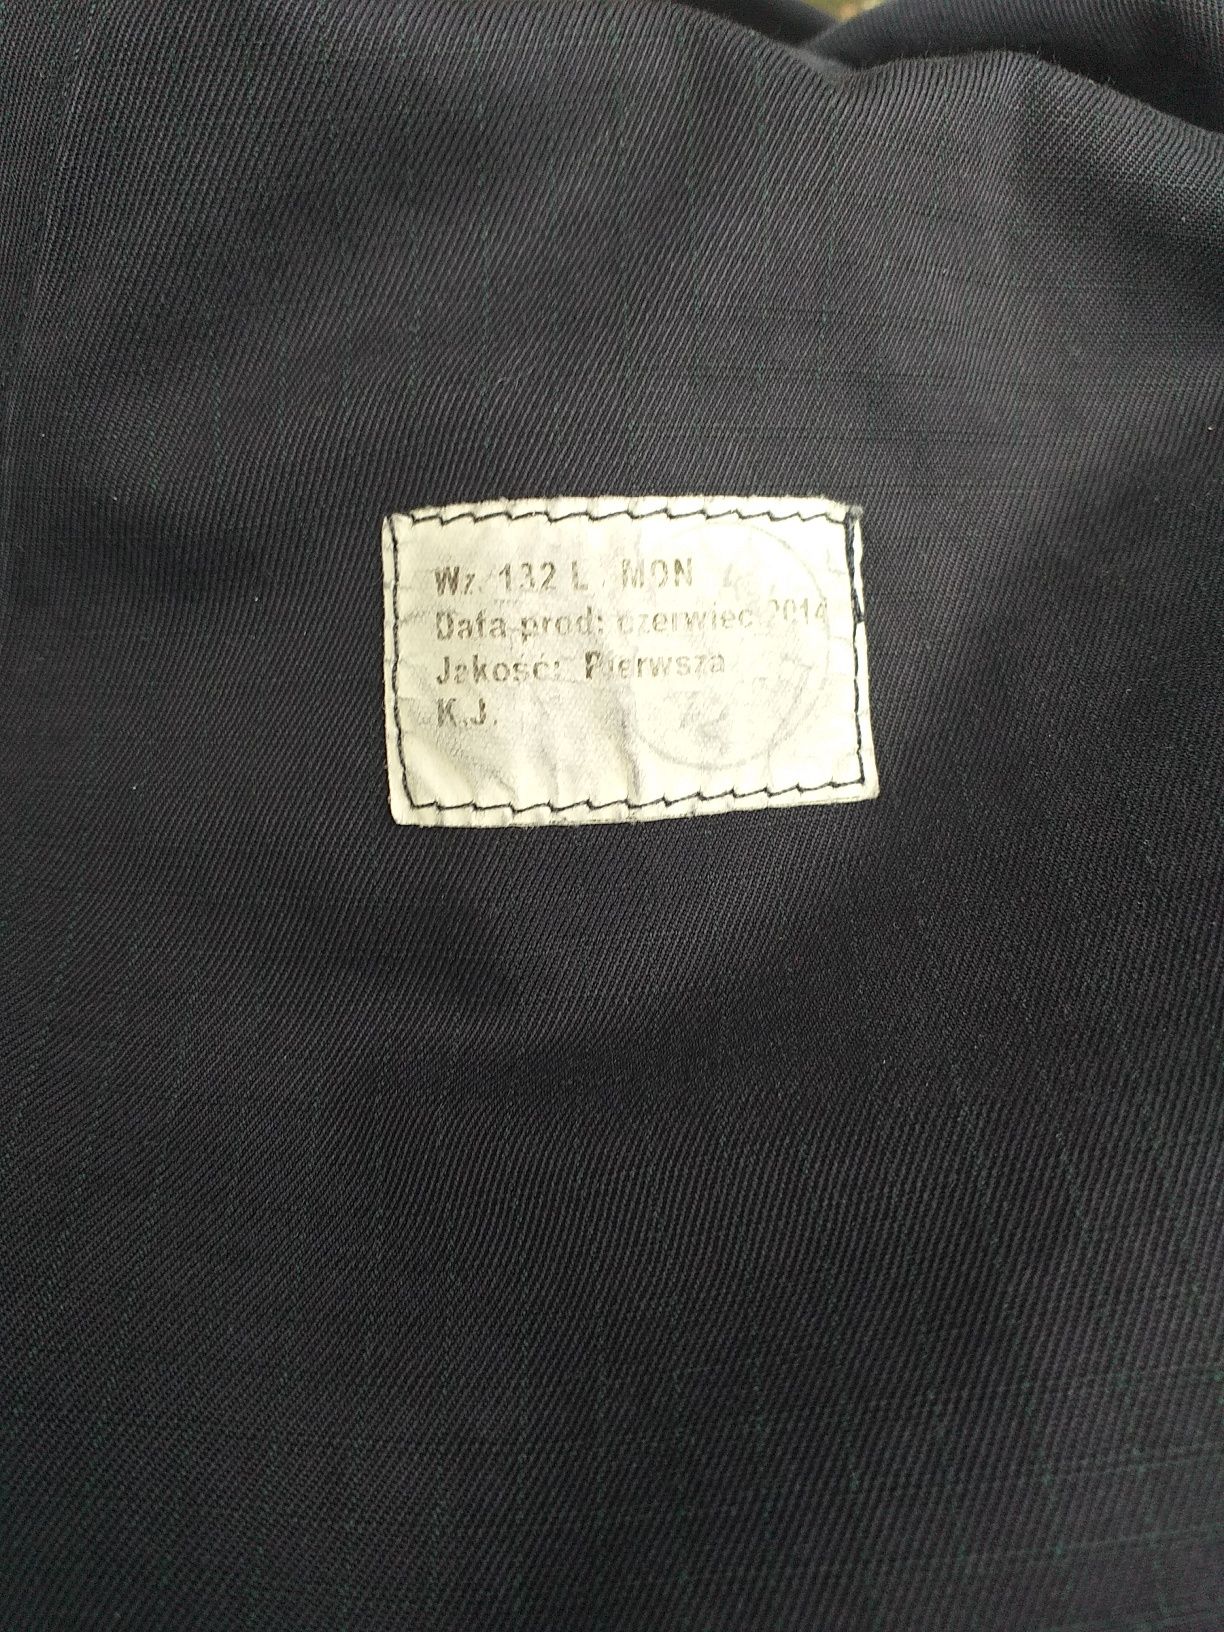 Wz. 132 L / MON
Data prod: czerwiec 2014
Jakość: Pierwsza
K.J.